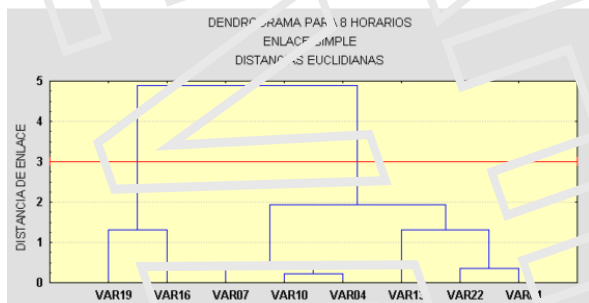 DENDROGRAMA PARA 8 HORARIOS
ENLACE SIMPLE
DISTANCIAS EUCLIDIANAS
DISTANCIA DE ENLACE
5
4
3
2
1
0
VAR19 VAR16 VAR07 VAR10 VAR04 VAR22